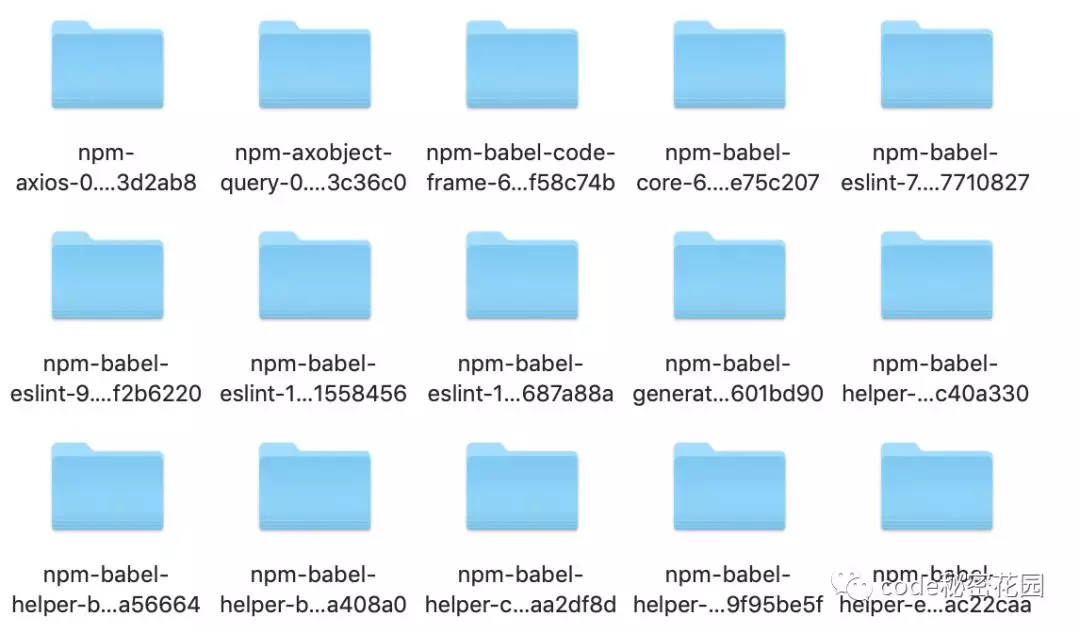 npm-
axios-0....3d2ab8
npm-axobject-
query-0....3c36c0
npm-babel-code-
frame-6...f58c74b
npm-babel-
core-6....e75c207
npm-babel-
eslint-7....7710827
npm-babel-
eslint-9....f2b6220
npm-babel-
eslint-1...1558456
npm-babel-
eslint-1...687a88a
npm-babel-
generat...601bd90
npm-babel-
helper-...c40a330
npm-babel-
helper-b...a56664
npm-babel-
helper-b...a408a0
npm-babel-
helper-c...aa2df8d
npm-babel-
helper-...9f95be5f
npm-babel-
helper-e...ac22caa
code秘密花园